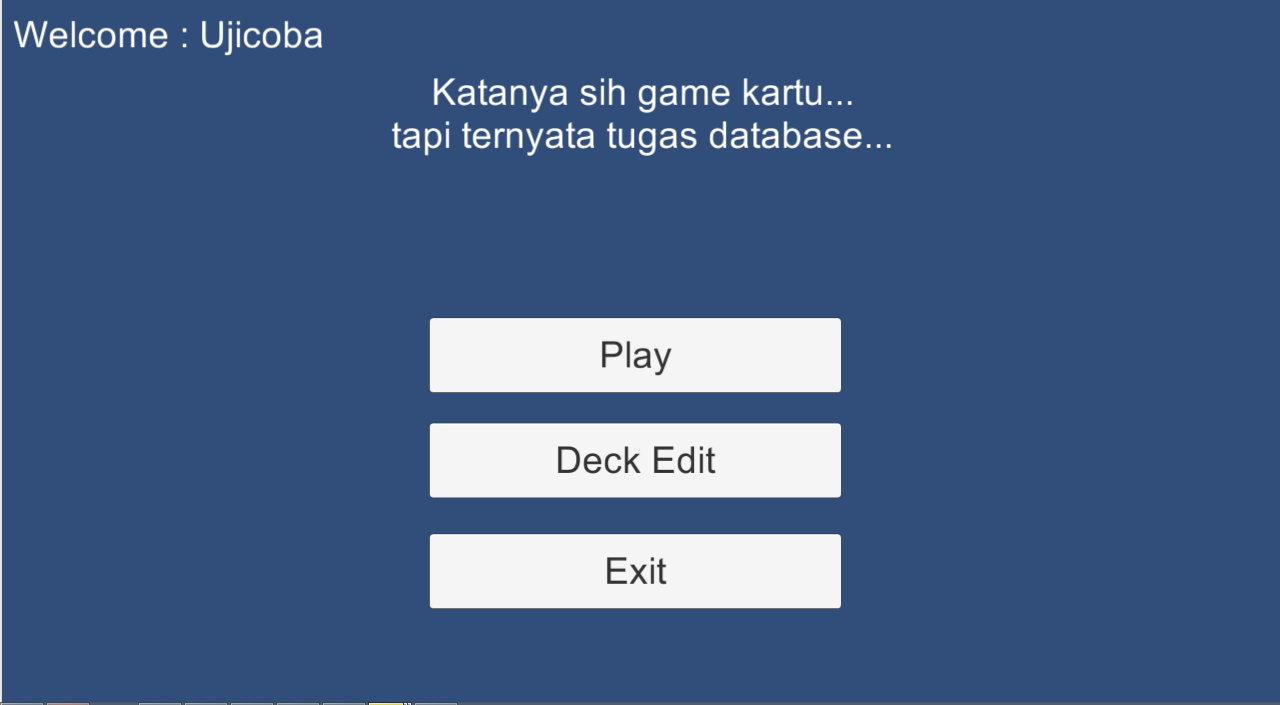 Welcome : Ujicoba
Katanya sih game kartu...
tapi ternyata tugas database...
Play
Deck Edit
Exit